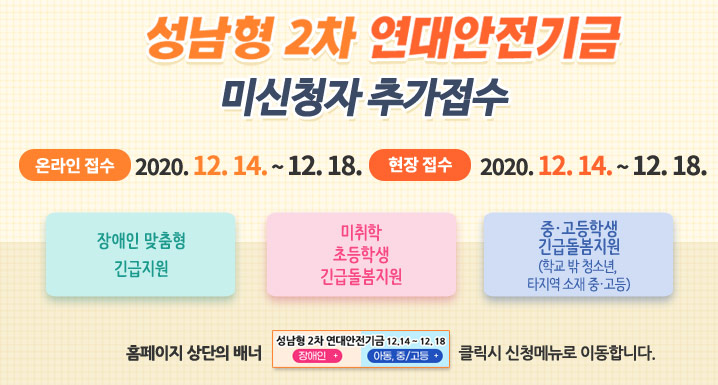 성남형 2차 연대안전기금
미신청자 추가접수
온라인 접수 2020. 12. 14. ~ 12. 18. 현장 접수 2020. 12. 14. ~ 12. 18.
장애인 맞춤형
긴급지원
미취학
초등학생
긴급돌봄지원
중·고등학생
긴급돌봄지원
(학교 밖 청소년,
타지역 소재 중·고등)
홈페이지 상단의 배너
성남형 2차 연대안전기금 12.14 ~ 12. 18
장애인 + 아동, 중/고등 +
클릭시 신청메뉴로 이동합니다.